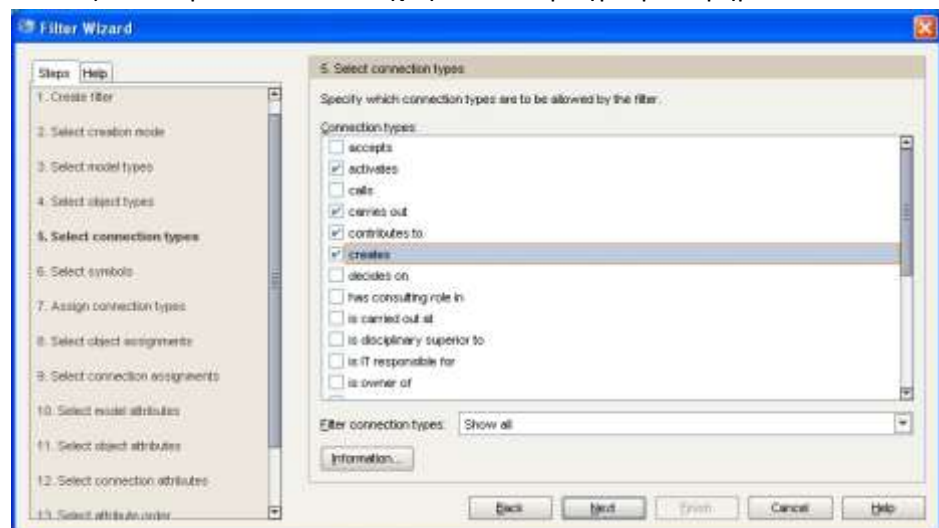 Filter Wizard
Steps Help
1. Create filter
2. Select creation mode
3. Select model types
4. Select object types
5. Select connection types
6. Select symbols
7. Assign connection types
8. Select object assignments
9. Select connection assignments
10. Select model attributes
11. Select object attributes
12. Select connection attributes
13. Select attribute order
5. Select connection types
Specify which connection types are to be allowed by the filter.
Connection types:
accepts
activates
calls
carries out
contributes to
creates
decides on
has consulting role in
is carried out at
is disciplinary superior to
is IT responsible for
is owner of
Filter connection types: Show all
Information...
Back Next Finish Cancel Help